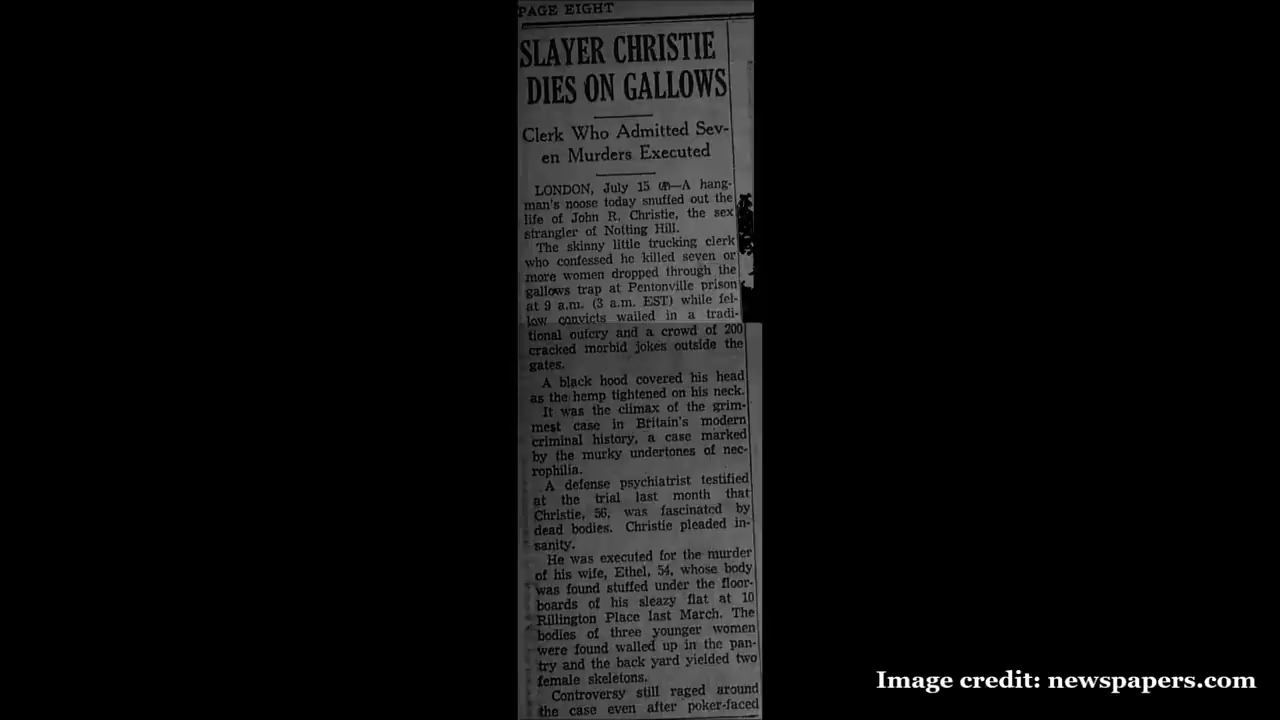 PAGE EIGHT
SLAYER CHRISTIE
DIES ON GALLOWS
Clerk Who Admitted Sev-
en Murders Executed
LONDON, July 15 (AP)—A hang-
man's noose today snuffed out the
life of John R. Christie, the sex
strangler of Notting Hill.
The skinny little trucking clerk
who confessed he killed seven or
more women dropped through the
gallows trap at Pentonville prison
at 9 a.m. (3 a.m. EST) while fel-
low convicts wailed in a tradi-
tional outcry and a crowd of 200
cracked morbid jokes outside the
gates.
A black hood covered his head
as the hemp tightened on his neck.
It was the climax of the grim-
mest case in Britain's modern
criminal history, a case marked
by the murky undertones of nec-
rophilia.
A defense psychiatrist testified
at the trial last month that
Christie, 56, was fascinated by
dead bodies. Christie pleaded in-
sanity.
He was executed for the murder
of his wife, Ethel, 54, whose body
was found stuffed under the floor-
boards of his sleazy flat at 10
Rillington Place last March. The
bodies of three younger women
were found walled up in the pan-
try and the back yard yielded two
female skeletons.
Controversy still raged around
the case even after poker-faced
Image credit: newspapers.com